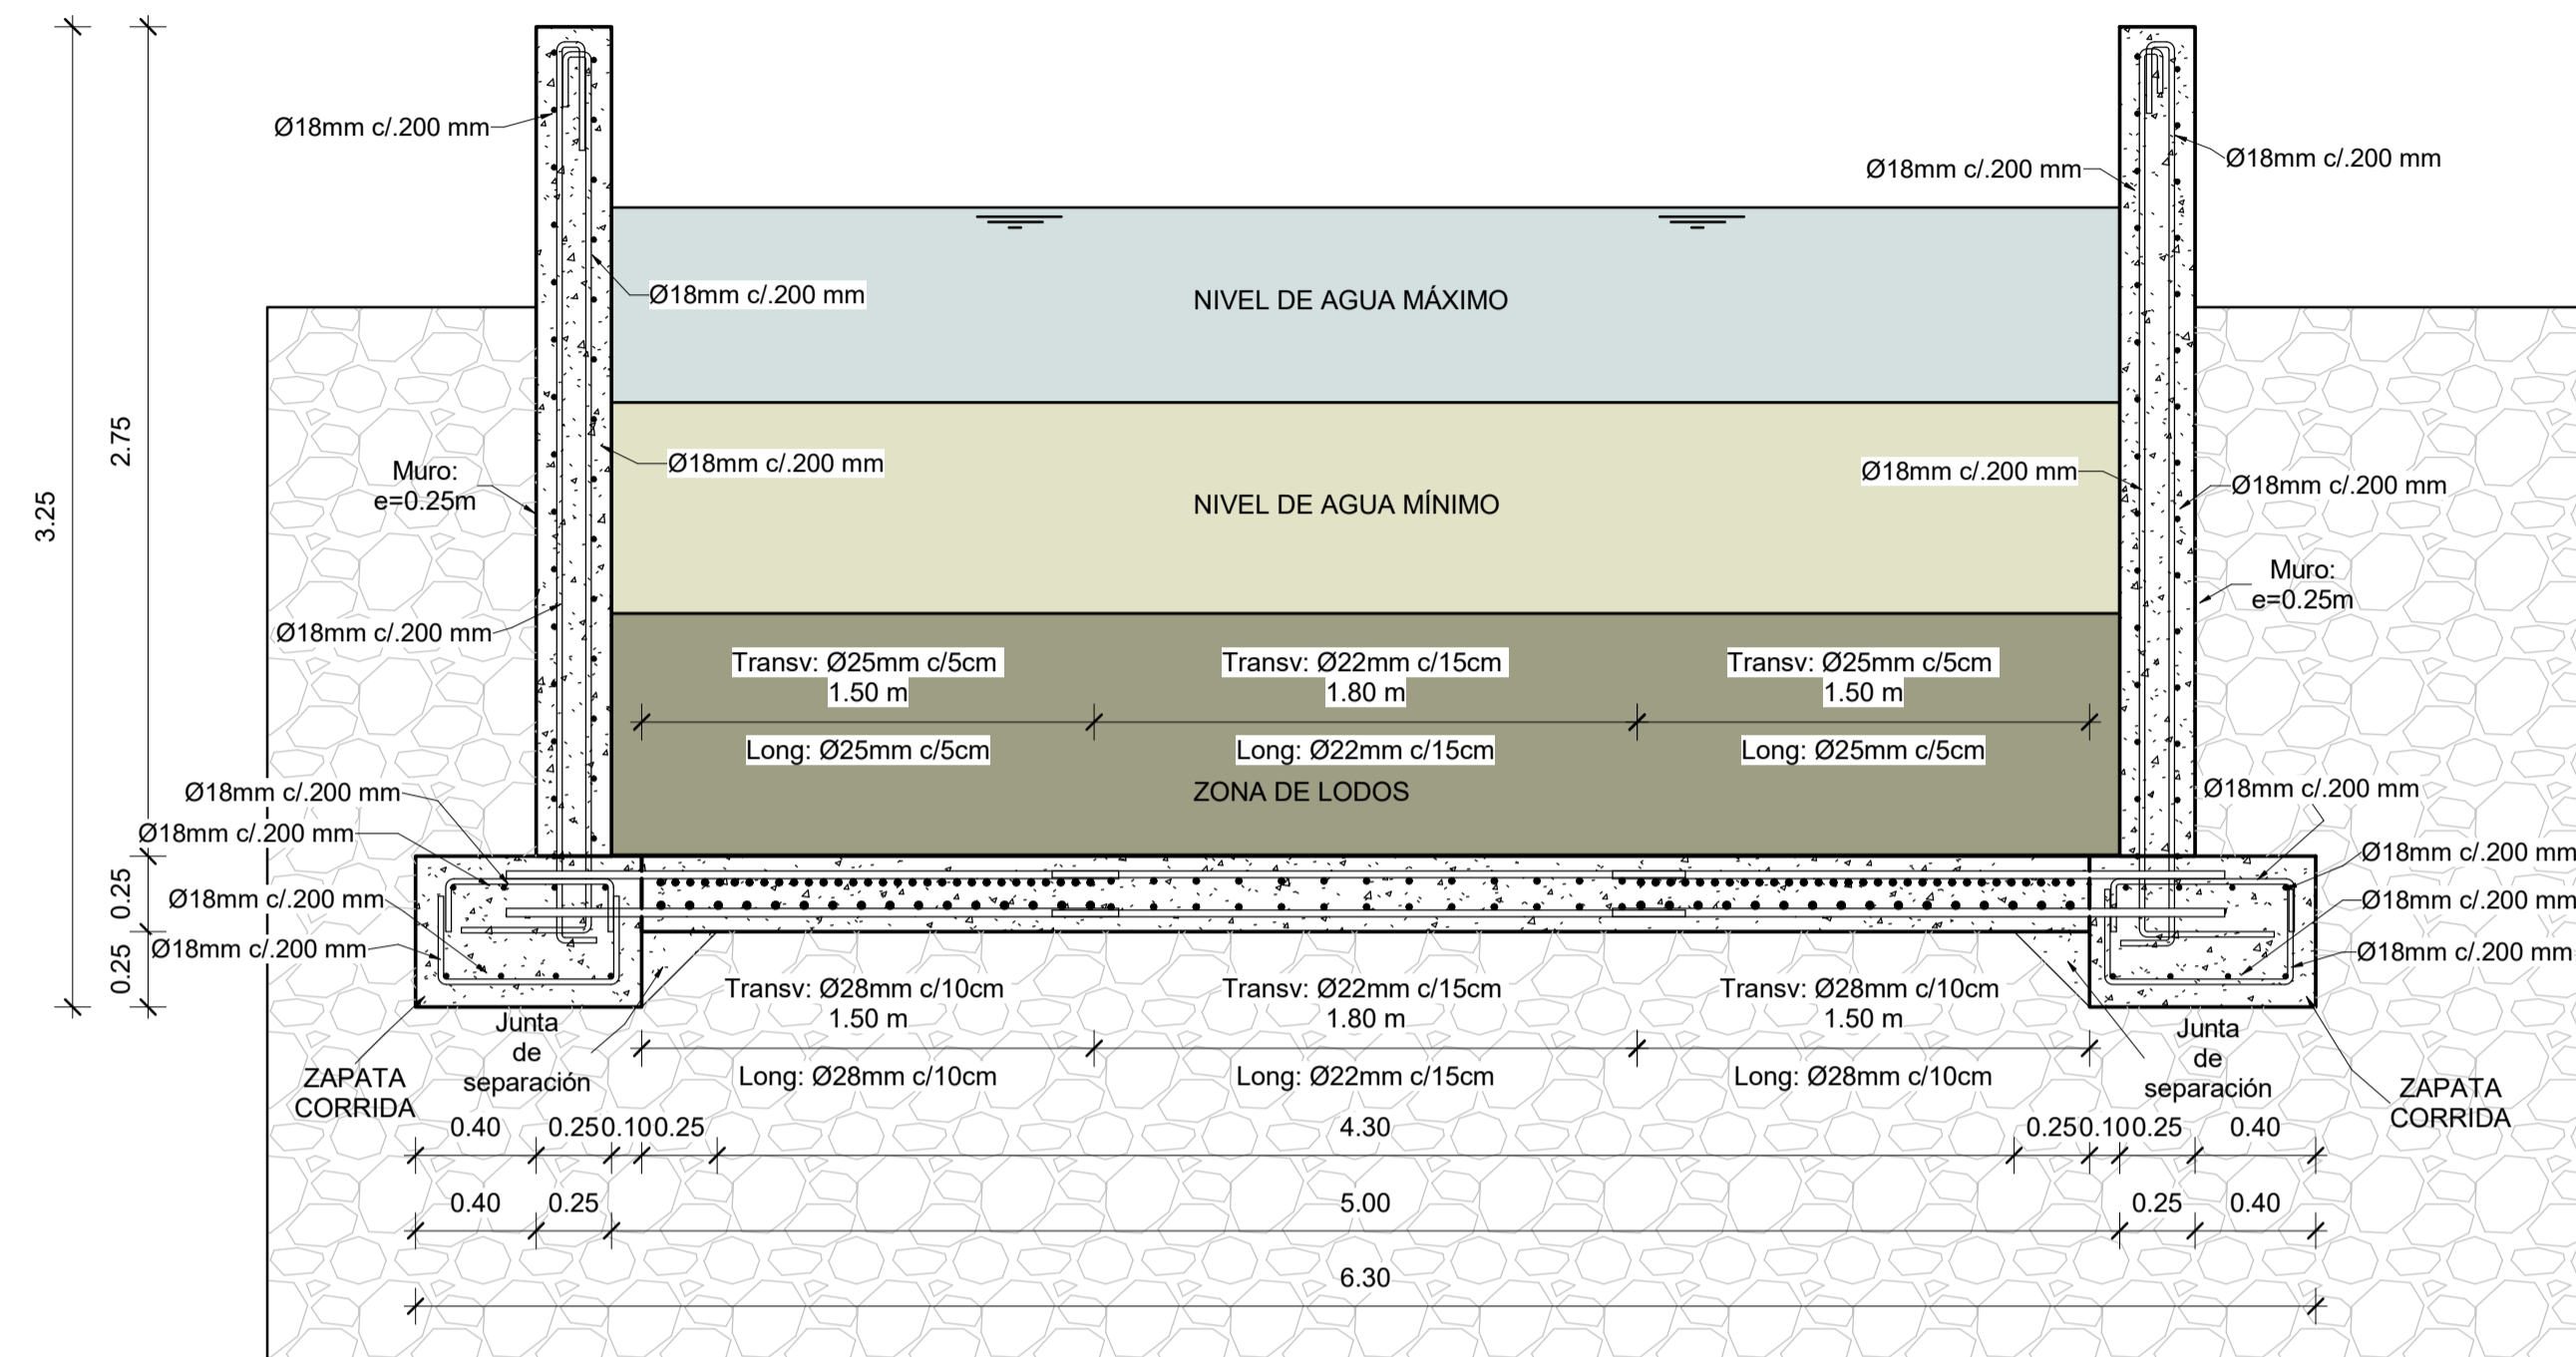 Ø18mm c/.200 mm
Ø18mm c/.200 mm
Ø18mm c/.200 mm
Ø18mm c/.200 mm
NIVEL DE AGUA MÁXIMO
2.75
3.25
Muro:
e=0.25m
Ø18mm c/.200 mm
Ø18mm c/.200 mm
Ø18mm c/.200 mm
NIVEL DE AGUA MÍNIMO
Muro:
e=0.25m
Ø18mm c/.200 mm
Transv: Ø25mm c/5cm
1.50 m
Long: Ø25mm c/5cm
Transv: Ø22mm c/15cm
1.80 m
Long: Ø22mm c/15cm
Transv: Ø25mm c/5cm
1.50 m
Long: Ø25mm c/5cm
ZONA DE LODOS
Ø18mm c/.200 mm
Ø18mm c/.200 mm
Ø18mm c/.200 mm
Ø18mm c/.200 mm
Ø18mm c/.200 mm
Ø18mm c/.200 mm
Ø18mm c/.200 mm
Ø18mm c/.200 mm
0.25
0.25
Transv: Ø28mm c/10cm
1.50 m
Long: Ø28mm c/10cm
Transv: Ø22mm c/15cm
1.80 m
Long: Ø22mm c/15cm
Transv: Ø28mm c/10cm
1.50 m
Long: Ø28mm c/10cm
Junta
de
separación
ZAPATA
CORRIDA
Junta
de
separación
ZAPATA
CORRIDA
0.40 0.25 0.10 0.25 4.30 0.25 0.10 0.25 0.40
0.40 0.25 5.00 0.25 0.40
6.30